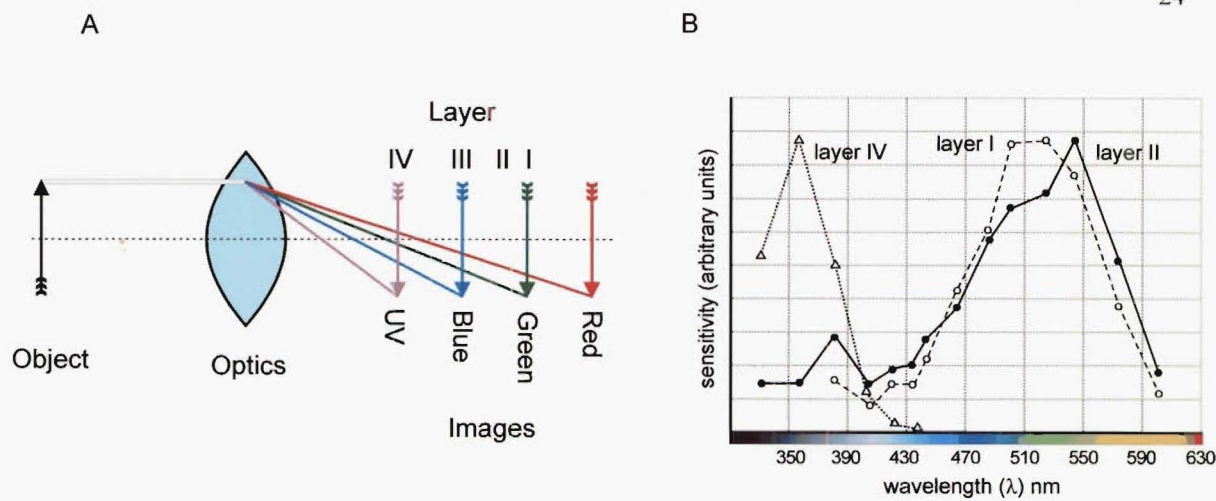 24
A
Layer
IV III II I
Object
Optics
UV
Blue
Green
Red
Images
B
layer IV
layer I
layer II
sensitivity (arbitrary units)
350 390 430 470 510 550 590 630
wavelength (λ) nm